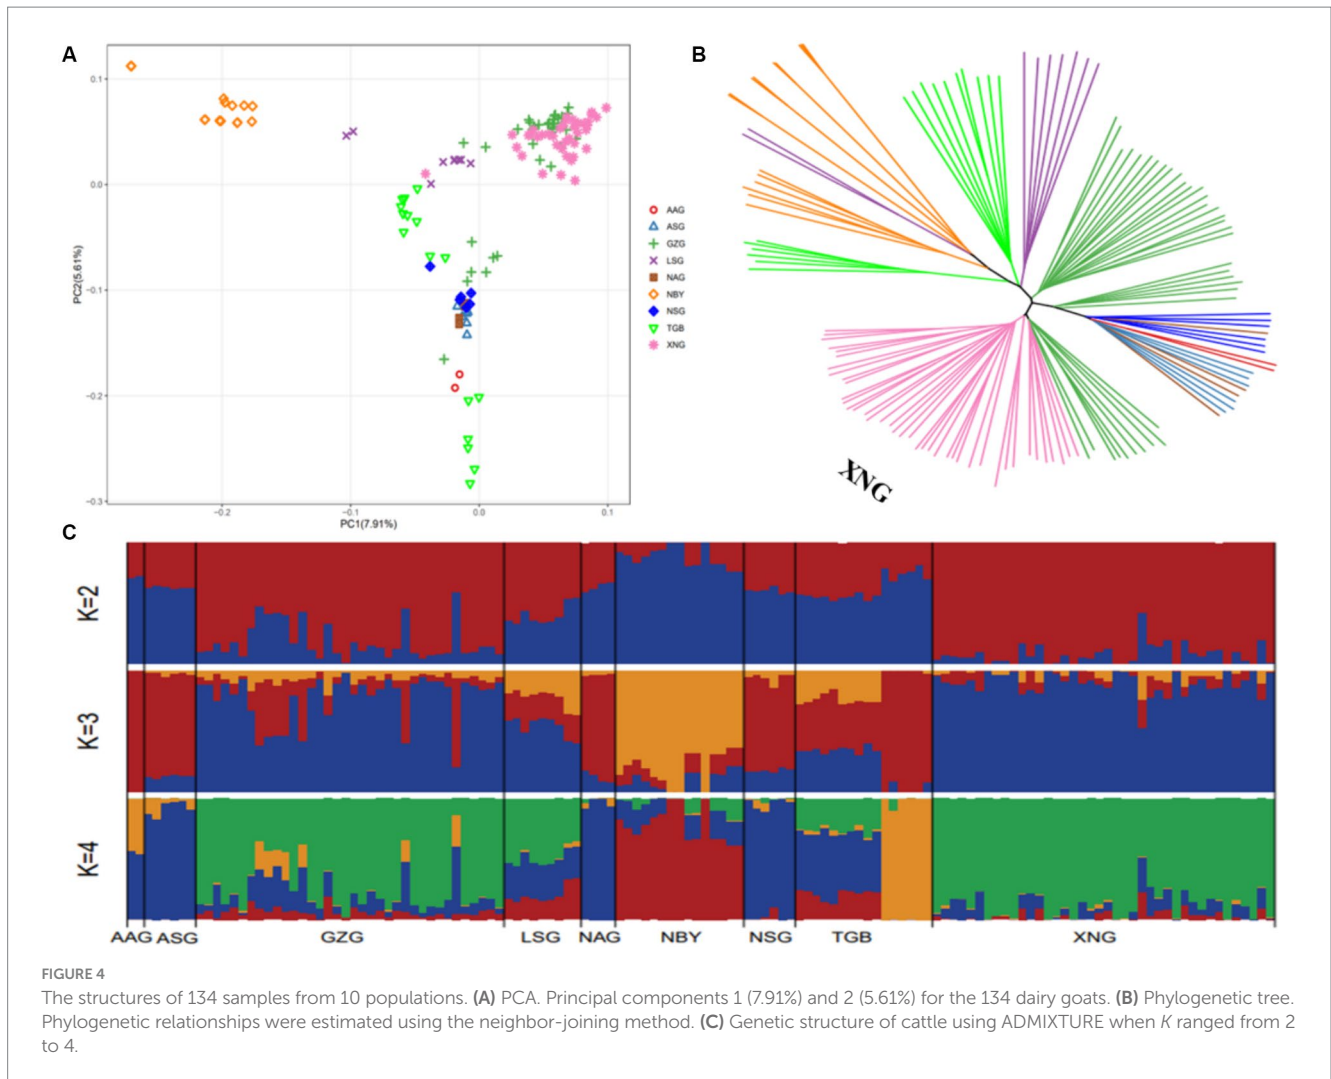 A
B
0.1
0.0
−0.1
−0.2
−0.3
PC2(5.61%)
−0.2
−0.1
0.0
0.1
PC1(7.91%)
AAG
ASG
GZG
LSG
NAG
NBY
NSG
TGB
XNG
XNG
C
K=2
K=3
K=4
AAG ASG GZG LSG NAG NBY NSG TGB XNG
FIGURE 4
The structures of 134 samples from 10 populations. (A) PCA. Principal components 1 (7.91%) and 2 (5.61%) for the 134 dairy goats. (B) Phylogenetic tree.
Phylogenetic relationships were estimated using the neighbor-joining method. (C) Genetic structure of cattle using ADMIXTURE when K ranged from 2
to 4.